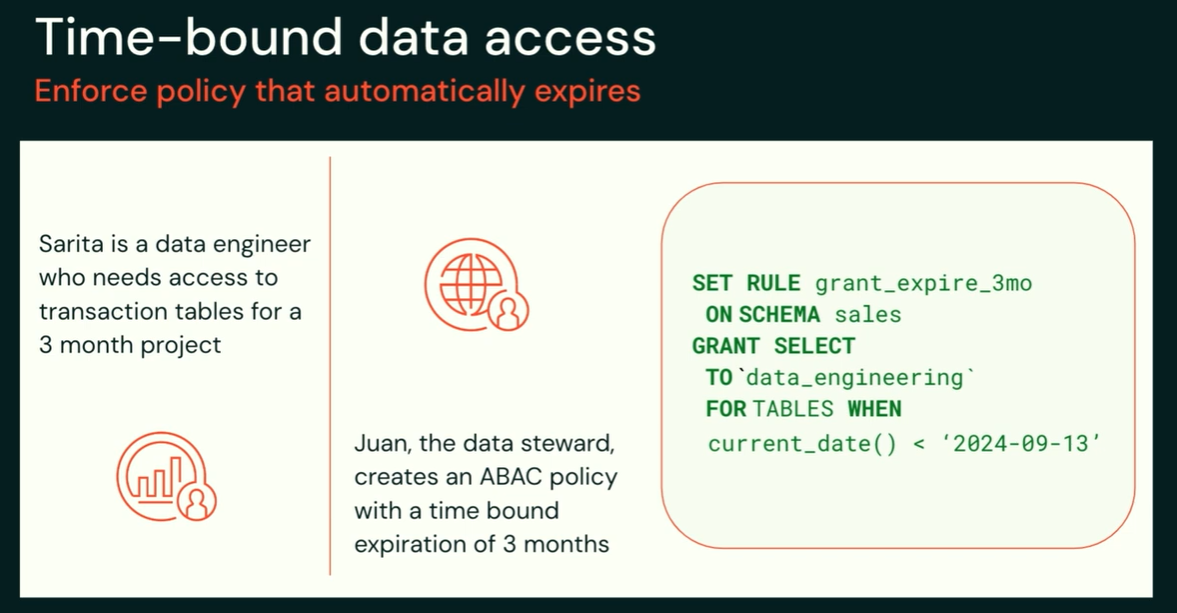 Time-bound data access
Enforce policy that automatically expires
Sarita is a data engineer
who needs access to
transaction tables for a
3 month project
Juan, the data steward,
creates an ABAC policy
with a time bound
expiration of 3 months
SET RULE grant_expire_3mo
ON SCHEMA sales
GRANT SELECT
TO `data_engineering`
FOR TABLES WHEN
current_date() < ‘2024-09-13’